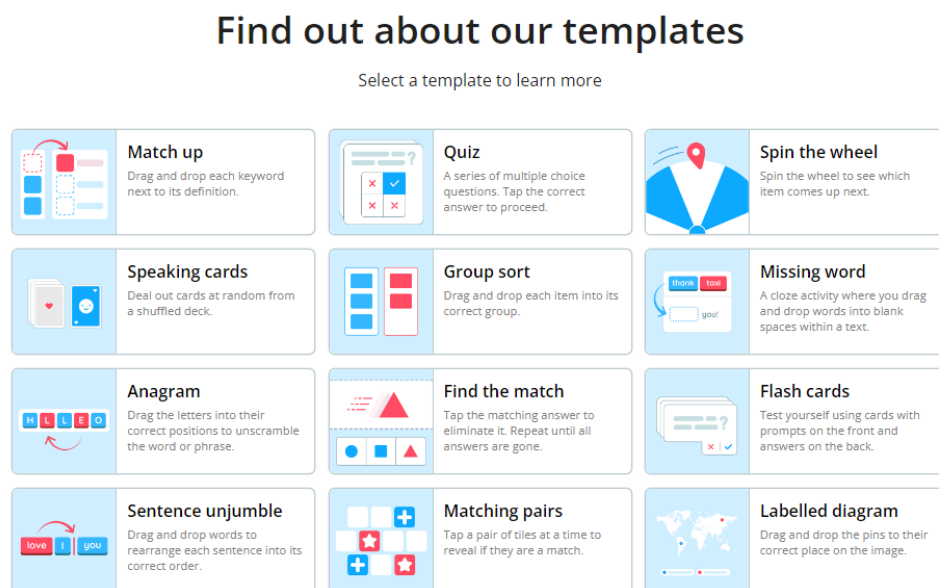 Find out about our templates
Select a template to learn more
Match up
Drag and drop each keyword
next to its definition.
?
Quiz
A series of multiple choice
questions. Tap the correct
answer to proceed.
Spin the wheel
Spin the wheel to see which
item comes up next.
Speaking cards
Deal out cards at random from
a shuffled deck.
Group sort
Drag and drop each item into its
correct group.
thank taxi
you!
Missing word
A cloze activity where you drag
and drop words into blank
spaces within a text.
H L L E O
Anagram
Drag the letters into their
correct positions to unscramble
the word or phrase.
Find the match
Tap the matching answer to
eliminate it. Repeat until all
answers are gone.
?
Flash cards
Test yourself using cards with
prompts on the front and
answers on the back.
love I you
Sentence unjumble
Drag and drop words to
rearrange each sentence into its
correct order.
Matching pairs
Tap a pair of tiles at a time to
reveal if they are a match.
Labelled diagram
Drag and drop the pins to their
correct place on the image.